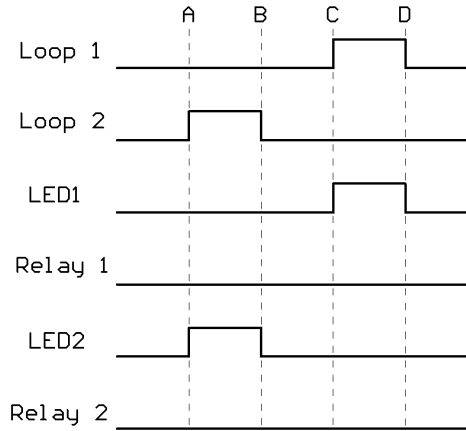 A B C D
Loop 1
Loop 2
LED1
Relay 1
LED2
Relay 2